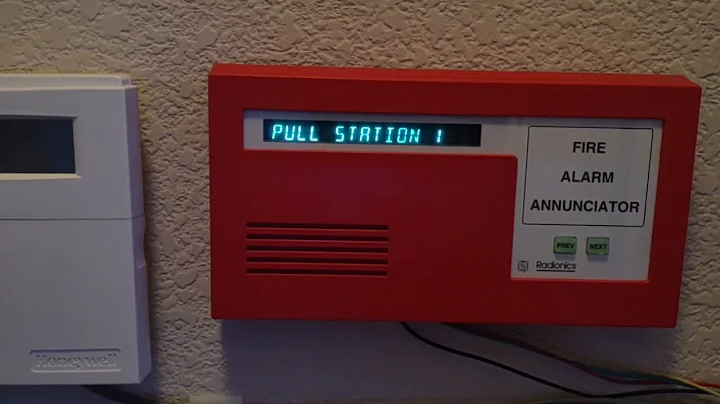 PULL STATION 1
FIRE
ALARM
ANNUNCIATOR
PREV NEXT
Radionics
Honeywell